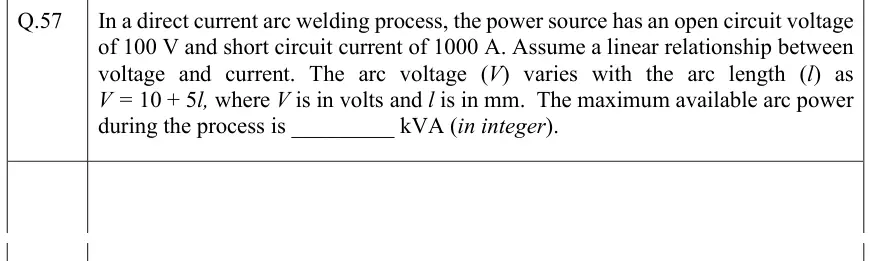 Q.57 In a direct current arc welding process, the power source has an open circuit voltage
of 100 V and short circuit current of 1000 A. Assume a linear relationship between
voltage and current. The arc voltage (V) varies with the arc length (l) as
V = 10 + 5l, where V is in volts and l is in mm. The maximum available arc power
during the process is __________ kVA (in integer).